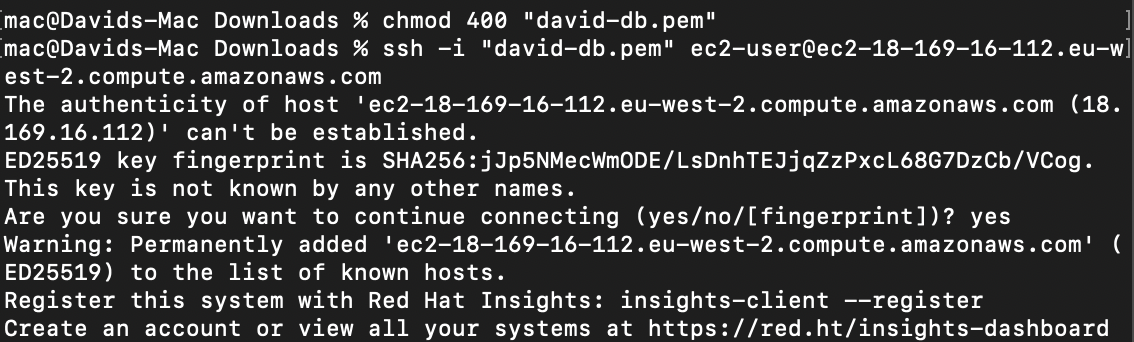 [mac@Davids-Mac Downloads % chmod 400 "david-db.pem" ]
[mac@Davids-Mac Downloads % ssh -i "david-db.pem" ec2-user@ec2-18-169-16-112.eu-w]
est-2.compute.amazonaws.com
The authenticity of host 'ec2-18-169-16-112.eu-west-2.compute.amazonaws.com (18.
169.16.112)' can't be established.
ED25519 key fingerprint is SHA256:jJp5NMecWmODE/LsDnhTEJjqZzPxcL68G7DzCb/VCog.
This key is not known by any other names.
Are you sure you want to continue connecting (yes/no/[fingerprint])? yes
Warning: Permanently added 'ec2-18-169-16-112.eu-west-2.compute.amazonaws.com' (
ED25519) to the list of known hosts.
Register this system with Red Hat Insights: insights-client --register
Create an account or view all your systems at https://red.ht/insights-dashboard